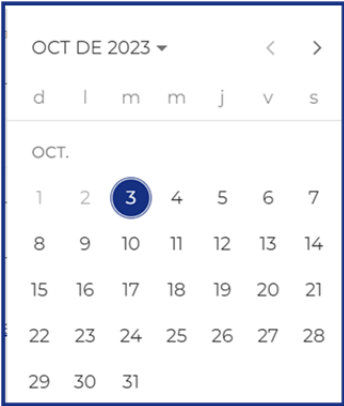 OCT DE 2023
d l m m j v s
OCT.
1 2 3 4 5 6 7
8 9 10 11 12 13 14
15 16 17 18 19 20 21
22 23 24 25 26 27 28
29 30 31